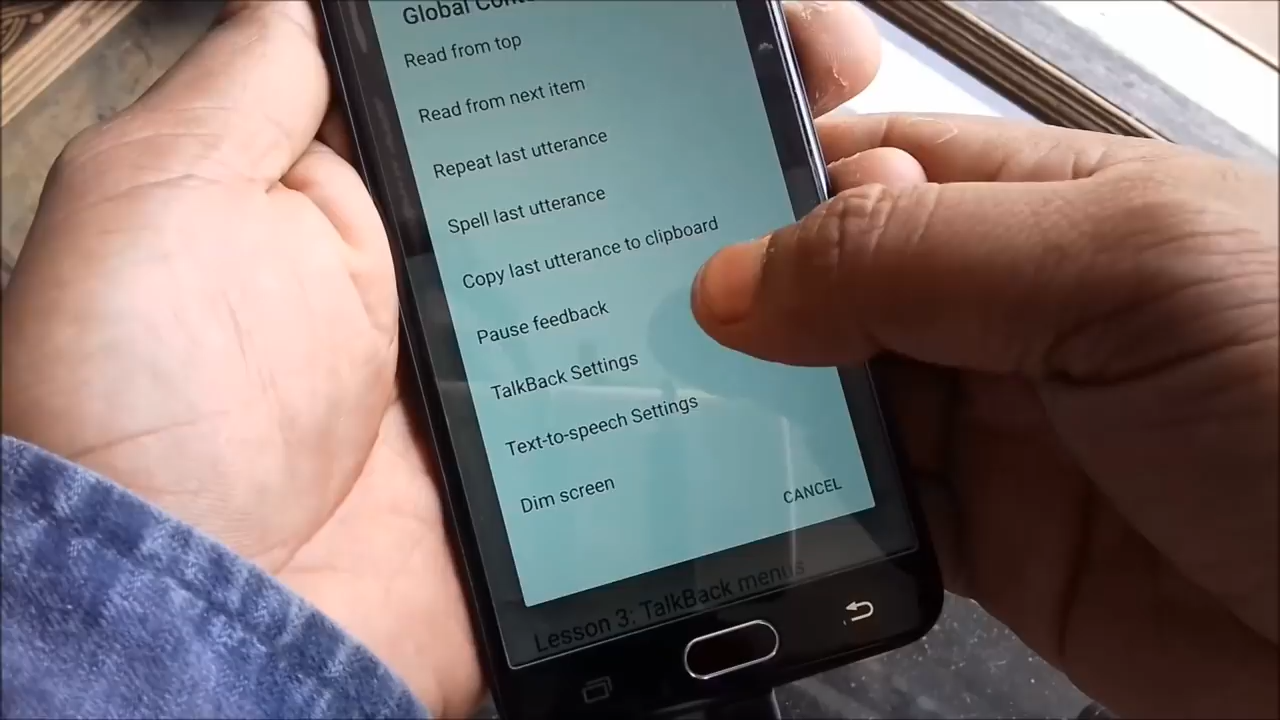 Global
Read from top
Read from next item
Repeat last utterance
Spell last utterance
Copy last utterance to clipboard
Pause feedback
TalkBack Settings
Text-to-speech Settings
Dim screen
CANCEL
Lesson 3: TalkBack menus